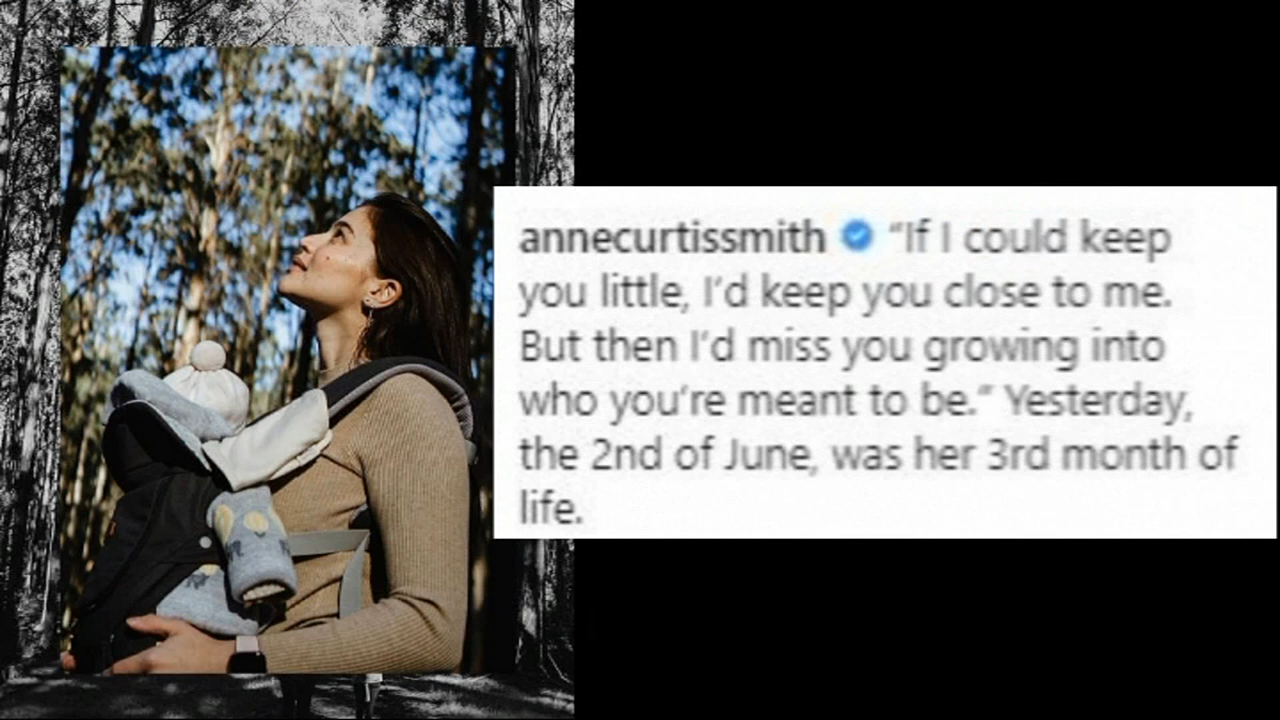 annecurtissmith “If I could keep
you little, I’d keep you close to me.
But then I’d miss you growing into
who you’re meant to be.” Yesterday,
the 2nd of June, was her 3rd month of
life.